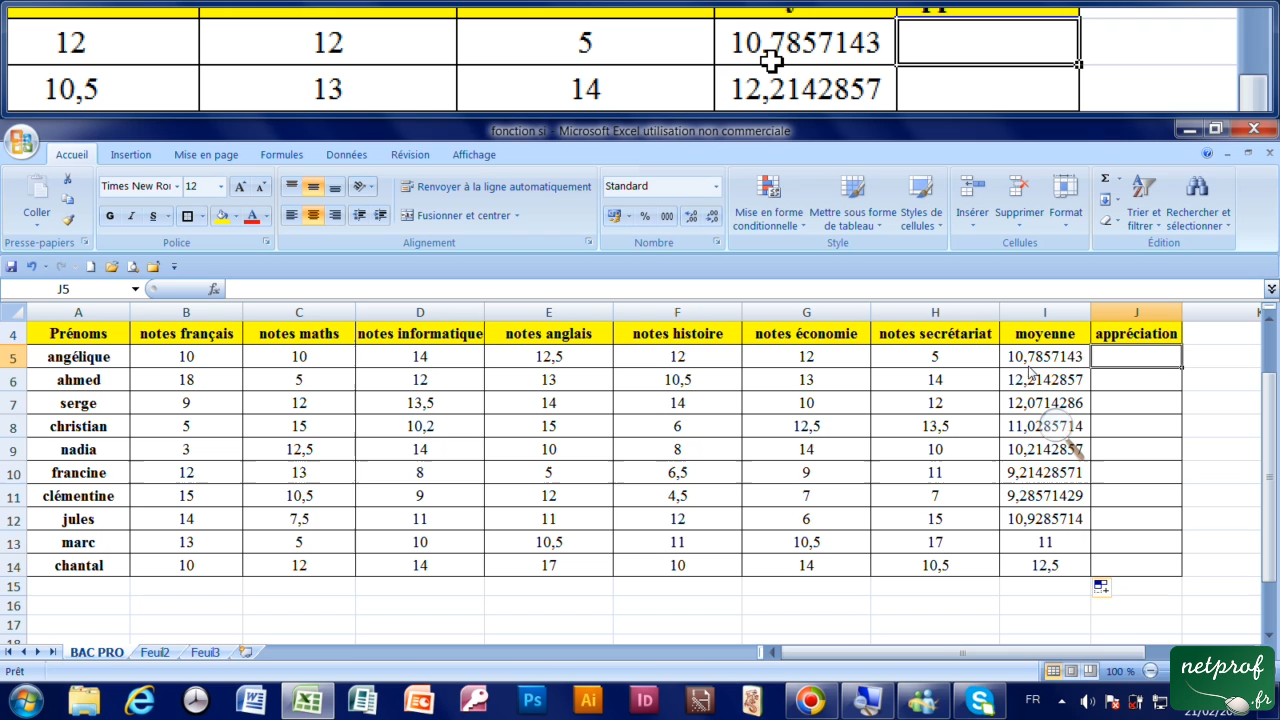 12 12 5 10,7857143
10,5 13 14 12,2142857
fonction si - Microsoft Excel utilisation non commerciale
Accueil Insertion Mise en page Formules Données Révision Affichage
Coller
Times New Roi 12
Renvoyer à la ligne automatiquement
Standard
G I S
Fusionner et centrer
% 000
Mise en forme conditionnelle
Mettre sous forme de tableau
Styles de cellules
Insérer Supprimer Format
Trier et filtrer
Rechercher et sélectionner
Presse-papiers Police Alignement Nombre Style Cellules Édition
J5 fx
A B C D E F G H I J K
4 Prénoms notes français notes maths notes informatique notes anglais notes histoire notes économie notes secrétariat moyenne appréciation
5 angélique 10 10 14 12,5 12 12 5 10,7857143
6 ahmed 18 5 12 13 10,5 13 14 12,2142857
7 serge 9 12 13,5 14 14 10 12 12,0714286
8 christian 5 15 10,2 15 6 12,5 13,5 11,0285714
9 nadia 3 12,5 14 10 8 14 10 10,2142857
10 francine 12 13 8 5 6,5 9 11 9,21428571
11 clémentine 15 10,5 9 12 4,5 7 7 9,28571429
12 jules 14 7,5 11 11 12 6 15 10,9285714
13 marc 13 5 10 10,5 11 10,5 17 11
14 chantal 10 12 14 17 10 14 10,5 12,5
15
16
17
BAC PRO Feuil2 Feuil3
Prêt 100 %
Ps Ai Id FR
netprof.fr